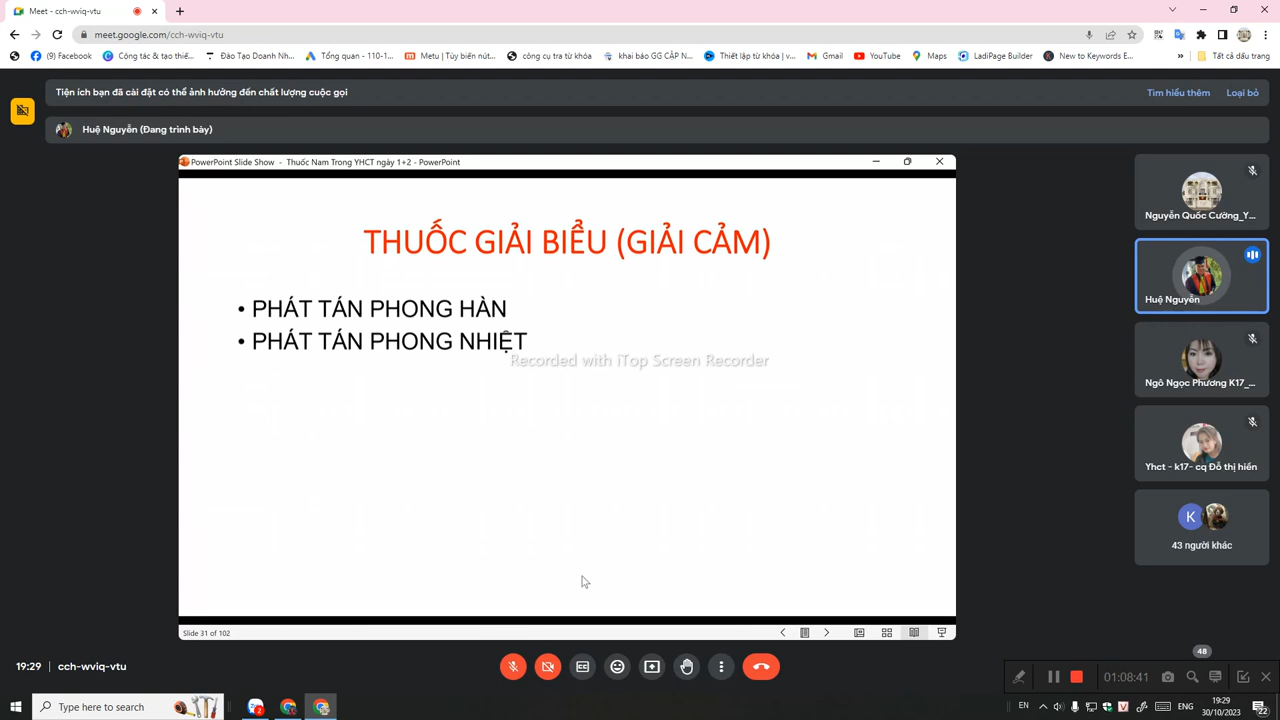 Meet - cch-wviq-vtu
meet.google.com/cch-wviq-vtu
(3) Facebook
Công tác & tạo thiế...
Đào Tạo Doanh Nh...
Tổng quan - 110-1...
Metu | Tùy biến nút...
công cụ tra từ khóa
khai báo GG CẤP N...
Thiết lập từ khóa | v...
Gmail
YouTube
Maps
LadiPage Builder
New to Keywords E...
»
Tất cả dấu trang
Tiện ích bạn đã cài đặt có thể ảnh hưởng đến chất lượng cuộc gọi
Tìm hiểu thêm
Loại bỏ
Huệ Nguyễn (Đang trình bày)
PowerPoint Slide Show - Thuốc Nam Trong YHCT ngày 1+2 - PowerPoint
THUỐC GIẢI BIỂU (GIẢI CẢM)
• PHÁT TÁN PHONG HÀN
• PHÁT TÁN PHONG NHIỆT
Recorded with iTop Screen Recorder
Slide 31 of 102
Nguyễn Quốc Cường_Y...
Huệ Nguyễn
Ngô Ngọc Phương K17_...
Yhct - k17- cq Đỗ thị hiền
K
43 người khác
48
19:29
cch-wviq-vtu
01:08:41
Type here to search
2
EN
V
ENG
19:29
30/10/2023
22